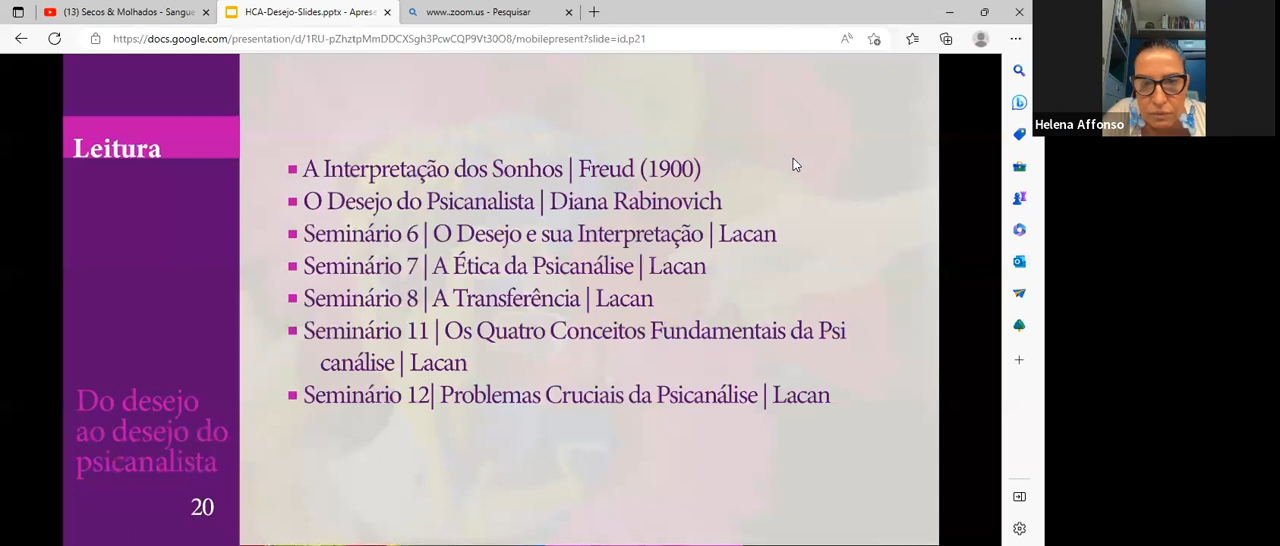 (13) Secos & Molhados - Sangue
HCA-Desejo-Slides.pptx - Aprese
www..zoom.us - Pesquisar
https://docs.google.com/presentation/d/1RU-pZhztpMmDDCXSgh3PcwCQP9Vt30O8/mobilepresent?slide=id.p21
Helena Affonso
Leitura
A Interpretação dos Sonhos | Freud (1900)
O Desejo do Psicanalista | Diana Rabinovich
Seminário 6 | O Desejo e sua Interpretação | Lacan
Seminário 7 | A Ética da Psicanálise | Lacan
Seminário 8 | A Transferência | Lacan
Seminário 11 | Os Quatro Conceitos Fundamentais da Psi
canálise | Lacan
Seminário 12| Problemas Cruciais da Psicanálise | Lacan
Do desejo
ao desejo do
psicanalista
20